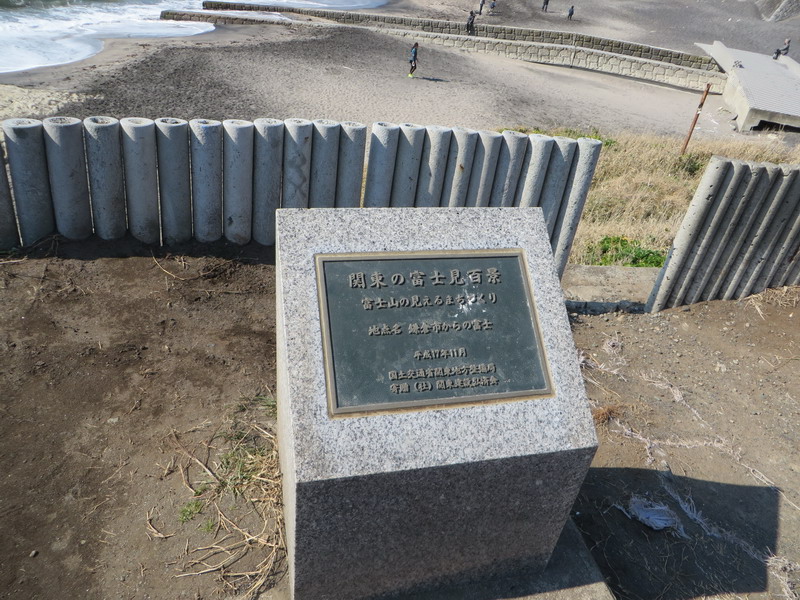 関東の富士見百景
富士山の見えるまちづくり
地点名 鎌倉市からの富士
平成17年11月
国土交通省関東地方整備局
寄贈 (社) 関東建設弘済会